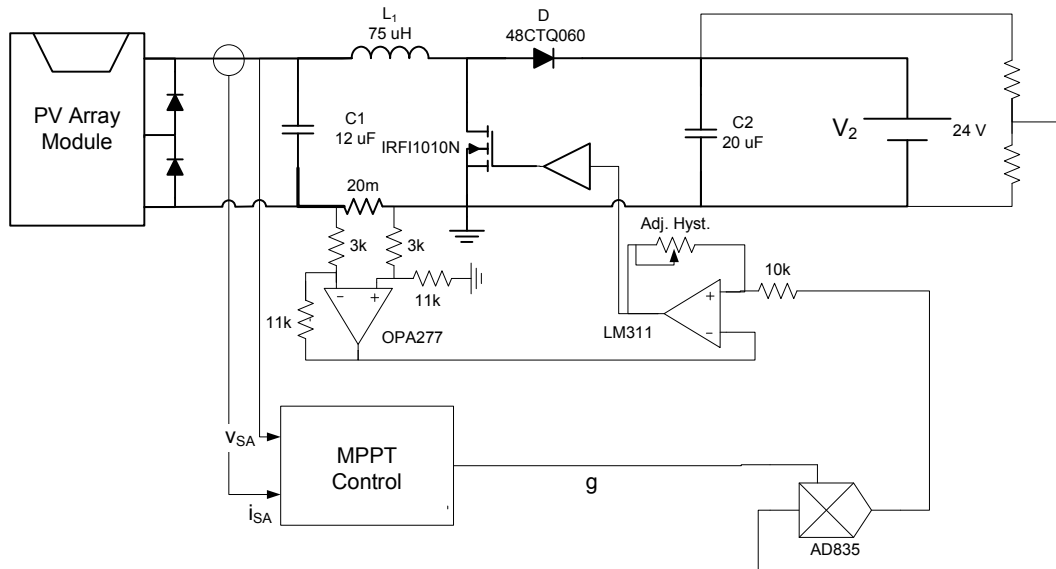 L1
75 uH
D
48CTQ060
PV Array
Module
C1
12 uF
IRFI1010N
C2
20 uF
V2
24 V
20m
3k
3k
11k
11k
OPA277
Adj. Hyst.
10k
LM311
vSA
iSA
MPPT
Control
g
AD835